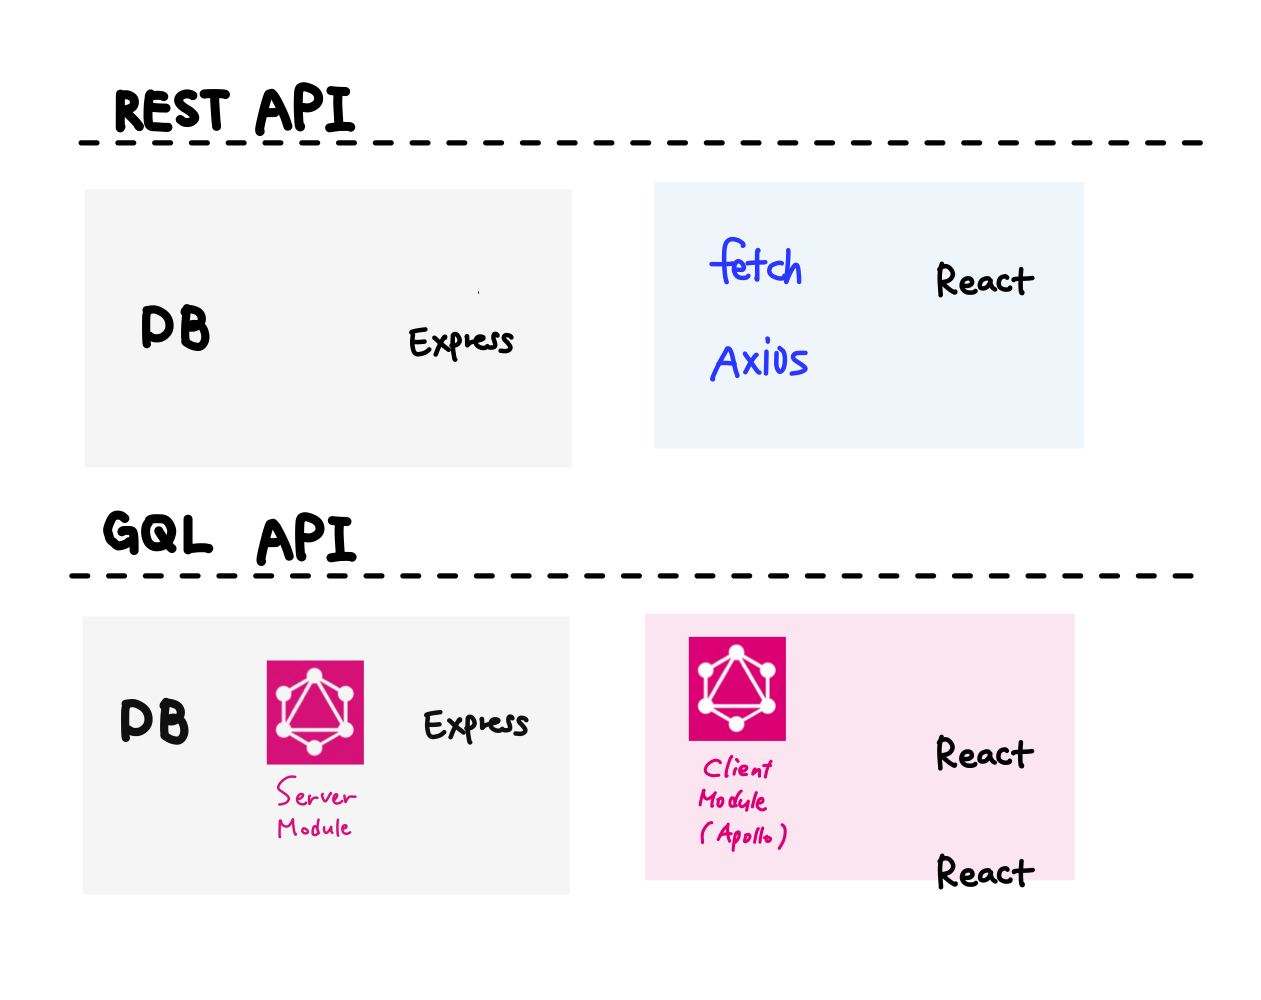 REST API
DB
Express
fetch
Axios
React
GQL API
DB
Server
Module
Express
Client
Module
(Apollo)
React
React